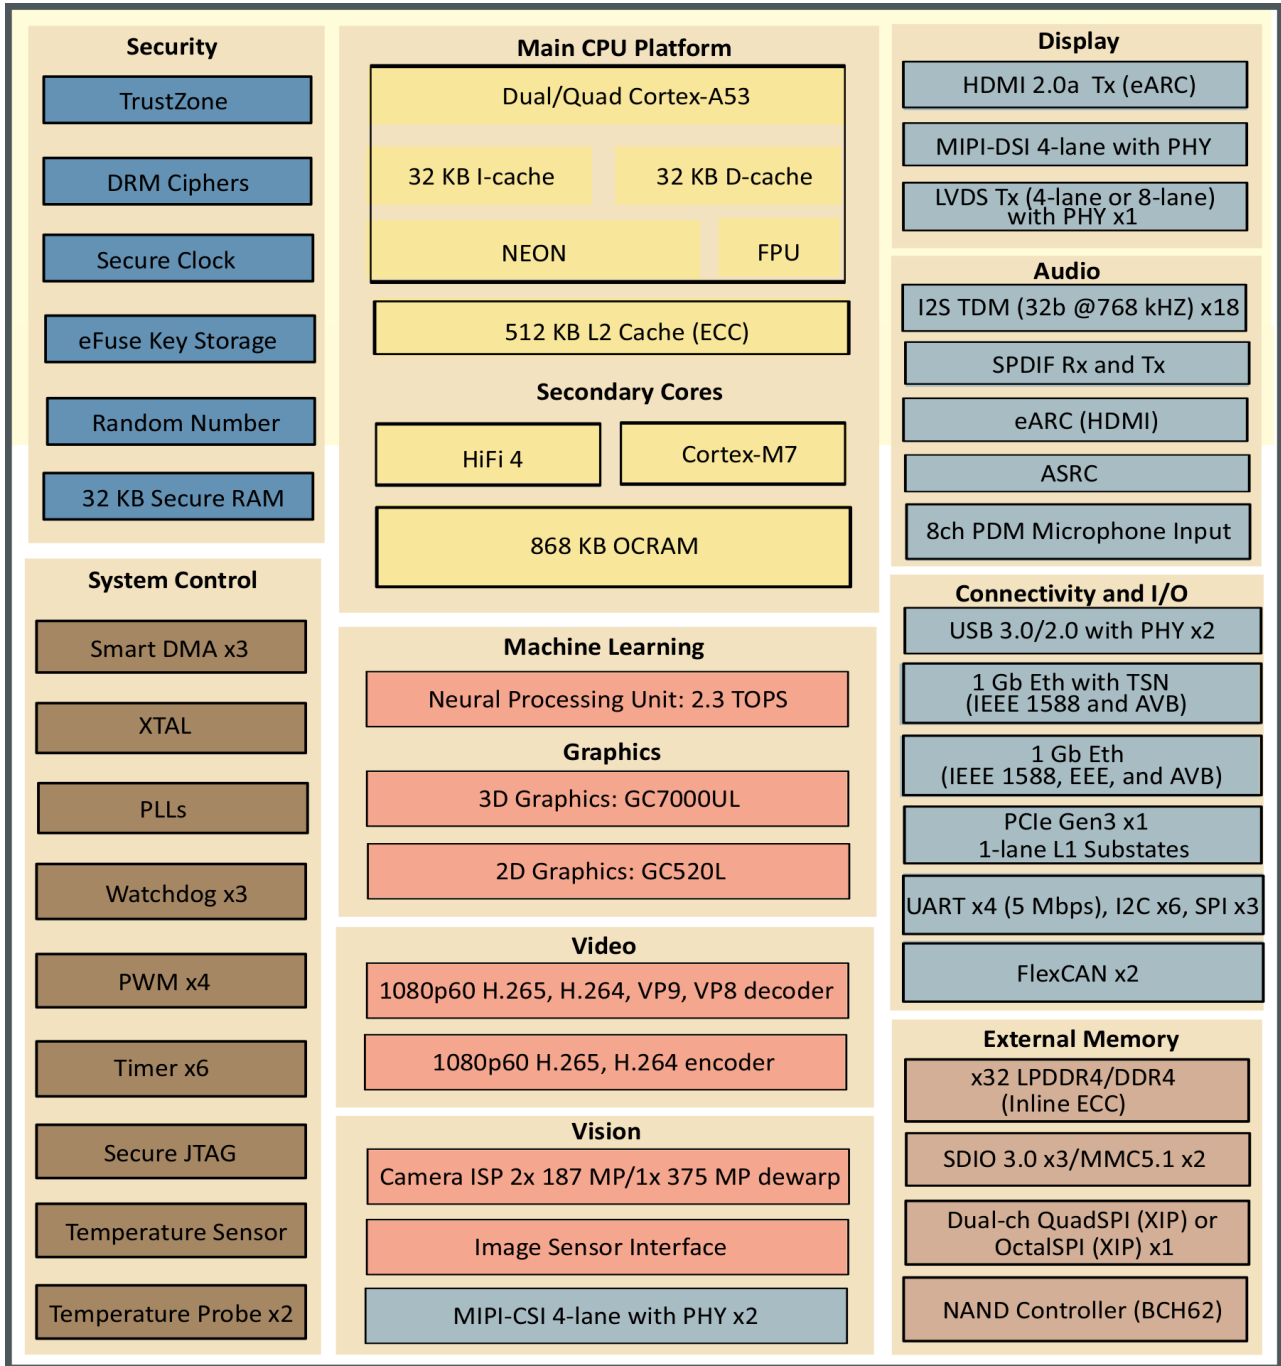 Security
TrustZone
DRM Ciphers
Secure Clock
eFuse Key Storage
Random Number
32 KB Secure RAM
System Control
Smart DMA x3
XTAL
PLLs
Watchdog x3
PWM x4
Timer x6
Secure JTAG
Temperature Sensor
Temperature Probe x2
Main CPU Platform
Dual/Quad Cortex-A53
32 KB I-cache
32 KB D-cache
NEON
FPU
512 KB L2 Cache (ECC)
Secondary Cores
HiFi 4
Cortex-M7
868 KB OCRAM
Machine Learning
Neural Processing Unit: 2.3 TOPS
Graphics
3D Graphics: GC7000UL
2D Graphics: GC520L
Video
1080p60 H.265, H.264, VP9, VP8 decoder
1080p60 H.265, H.264 encoder
Vision
Camera ISP 2x 187 MP/1x 375 MP dewarp
Image Sensor Interface
MIPI-CSI 4-lane with PHY x2
Display
HDMI 2.0a Tx (eARC)
MIPI-DSI 4-lane with PHY
LVDS Tx (4-lane or 8-lane)
with PHY x1
Audio
I2S TDM (32b @768 kHZ) x18
SPDIF Rx and Tx
eARC (HDMI)
ASRC
8ch PDM Microphone Input
Connectivity and I/O
USB 3.0/2.0 with PHY x2
1 Gb Eth with TSN
(IEEE 1588 and AVB)
1 Gb Eth
(IEEE 1588, EEE, and AVB)
PCIe Gen3 x1
1-lane L1 Substates
UART x4 (5 Mbps), I2C x6, SPI x3
FlexCAN x2
External Memory
x32 LPDDR4/DDR4
(Inline ECC)
SDIO 3.0 x3/MMC5.1 x2
Dual-ch QuadSPI (XIP) or
OctalSPI (XIP) x1
NAND Controller (BCH62)